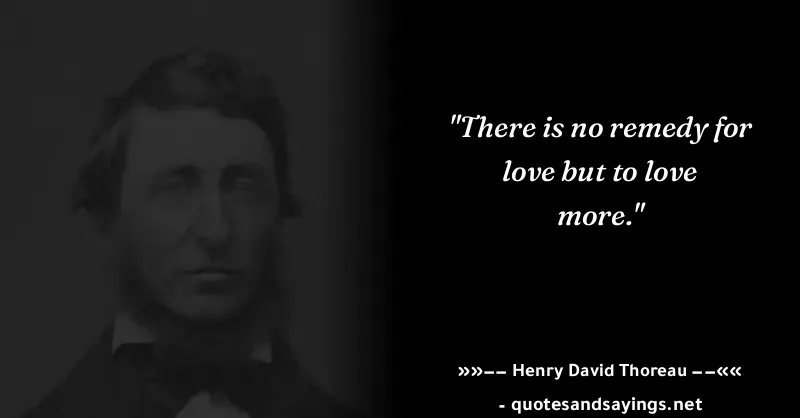 "There is no remedy for
love but to love
more."
»»—— Henry David Thoreau ——««
- quotesandsayings.net